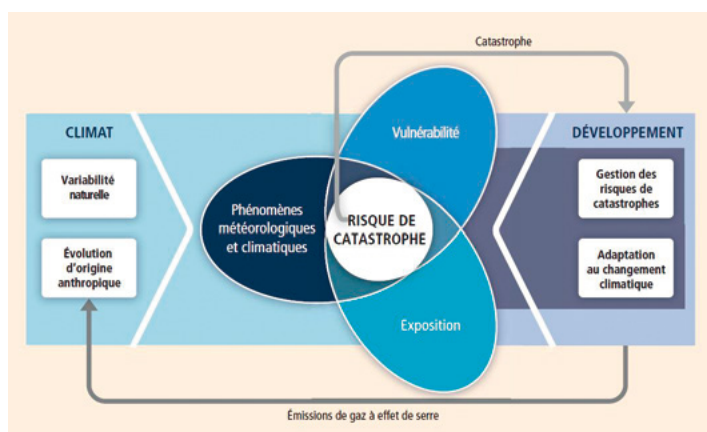 Catastrophe
CLIMAT
Variabilité
naturelle
Évolution
d'origine
anthropique
Phénomènes
météorologiques
et climatiques
Vulnérabilité
RISQUE DE
CATASTROPHE
Exposition
DÉVELOPPEMENT
Gestion des
risques de
catastrophes
Adaptation
au changement
climatique
Émissions de gaz à effet de serre